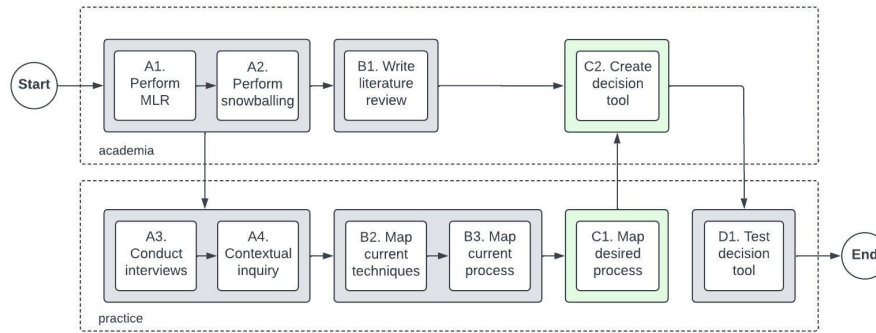 Start
A1.
Perform
MLR
A2.
Perform
snowballing
B1. Write
literature
review
C2. Create
decision
tool
academia
A3.
Conduct
interviews
A4.
Contextual
inquiry
B2. Map
current
techniques
B3. Map
current
process
C1. Map
desired
process
D1. Test
decision
tool
End
practice